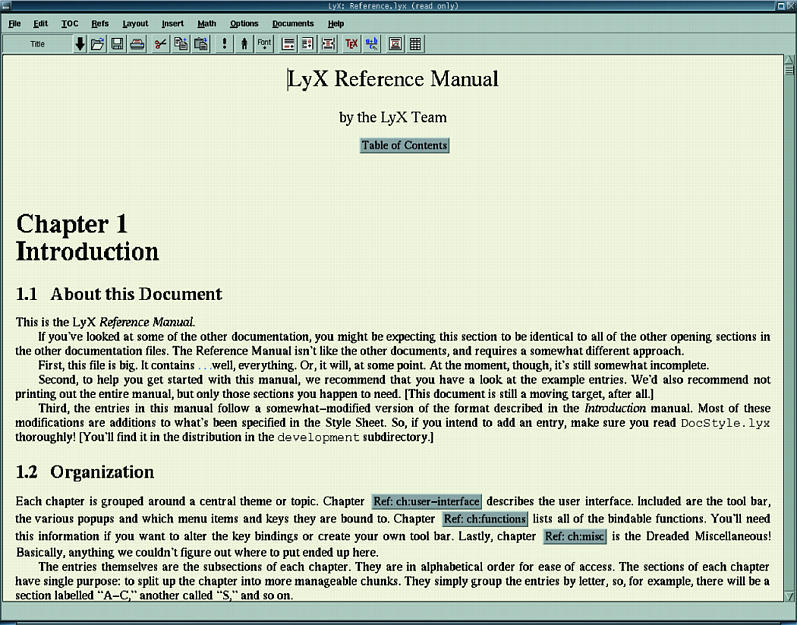 LyX: Reference.lyx (read only)
File Edit TOC Refs Layout Insert Math Options Documents Help
Title Font TEX
LyX Reference Manual
by the LyX Team
Table of Contents
Chapter 1
Introduction
1.1 About this Document
This is the LyX Reference Manual.
If you've looked at some of the other documentation, you might be expecting this section to be identical to all of the other opening sections in
the other documentation files. The Reference Manual isn't like the other documents, and requires a somewhat different approach.
First, this file is big. It contains ...well, everything. Or, it will, at some point. At the moment, though, it's still somewhat incomplete.
Second, to help you get started with this manual, we recommend that you have a look at the example entries. We'd also recommend not
printing out the entire manual, but only those sections you happen to need. [This document is still a moving target, after all.]
Third, the entries in this manual follow a somewhat-modified version of the format described in the Introduction manual. Most of these
modifications are additions to what's been specified in the Style Sheet. So, if you intend to add an entry, make sure you read DocStyle.lyx
thoroughly! [You'll find it in the distribution in the development subdirectory.]
1.2 Organization
Each chapter is grouped around a central theme or topic. Chapter Ref: ch:user-interface describes the user interface. Included are the tool bar,
the various popups and which menu items and keys they are bound to. Chapter Ref: ch:functions lists all of the bindable functions. You'll need
this information if you want to alter the key bindings or create your own tool bar. Lastly, chapter Ref: ch:misc is the Dreaded Miscellaneous!
Basically, anything we couldn't figure out where to put ended up here.
The entries themselves are the subsections of each chapter. They are in alphabetical order for ease of access. The sections of each chapter
have single purpose: to split up the chapter into more manageable chunks. They simply group the entries by letter, so, for example, there will be a
section labelled "A-C," another called "S," and so on.